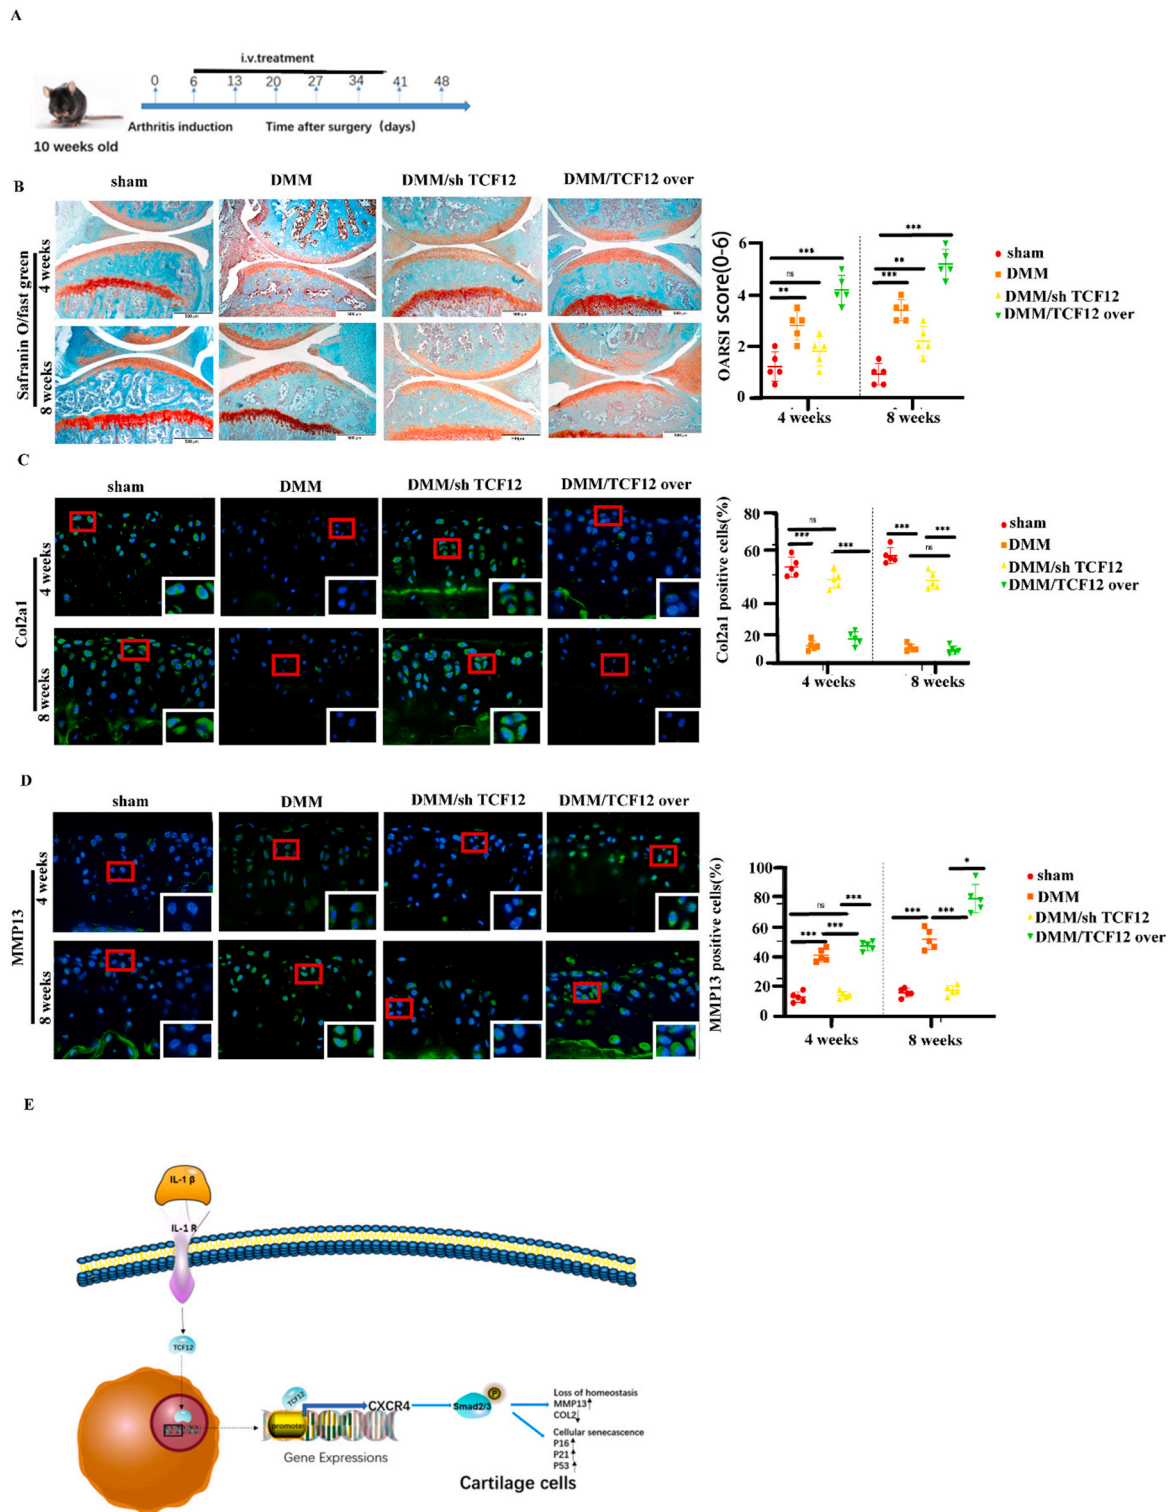 A
i.v.treatment
0 6 13 20 27 34 41 48
Arthritis induction Time after surgery (days)
10 weeks old
B
sham DMM DMM/sh TCF12 DMM/TCF12 over
Safranin O/fast green
4 weeks
8 weeks
500 μm
OARSI score(0-6)
6
4
2
0
ns
**
***
***
**
***
4 weeks 8 weeks
sham
DMM
DMM/sh TCF12
DMM/TCF12 over
C
sham DMM DMM/sh TCF12 DMM/TCF12 over
Col2a1
4 weeks
8 weeks
Col2a1 positive cells(%)
80
60
40
20
0
ns
***
***
***
***
ns
4 weeks 8 weeks
sham
DMM
DMM/sh TCF12
DMM/TCF12 over
D
sham DMM DMM/sh TCF12 DMM/TCF12 over
MMP13
4 weeks
8 weeks
MMP13 positive cells(%)
100
80
60
40
20
0
ns
***
***
***
*
***
***
4 weeks 8 weeks
sham
DMM
DMM/sh TCF12
DMM/TCF12 over
E
IL-1 β
IL-1 R
TCF12
TCF12
promote
CXCR4
Smad2/3
P
Gene Expressions
Loss of homeostasis
MMP13↑
COL2↓
Cellular senecascence
P16↑
P21↑
P53↑
Cartilage cells